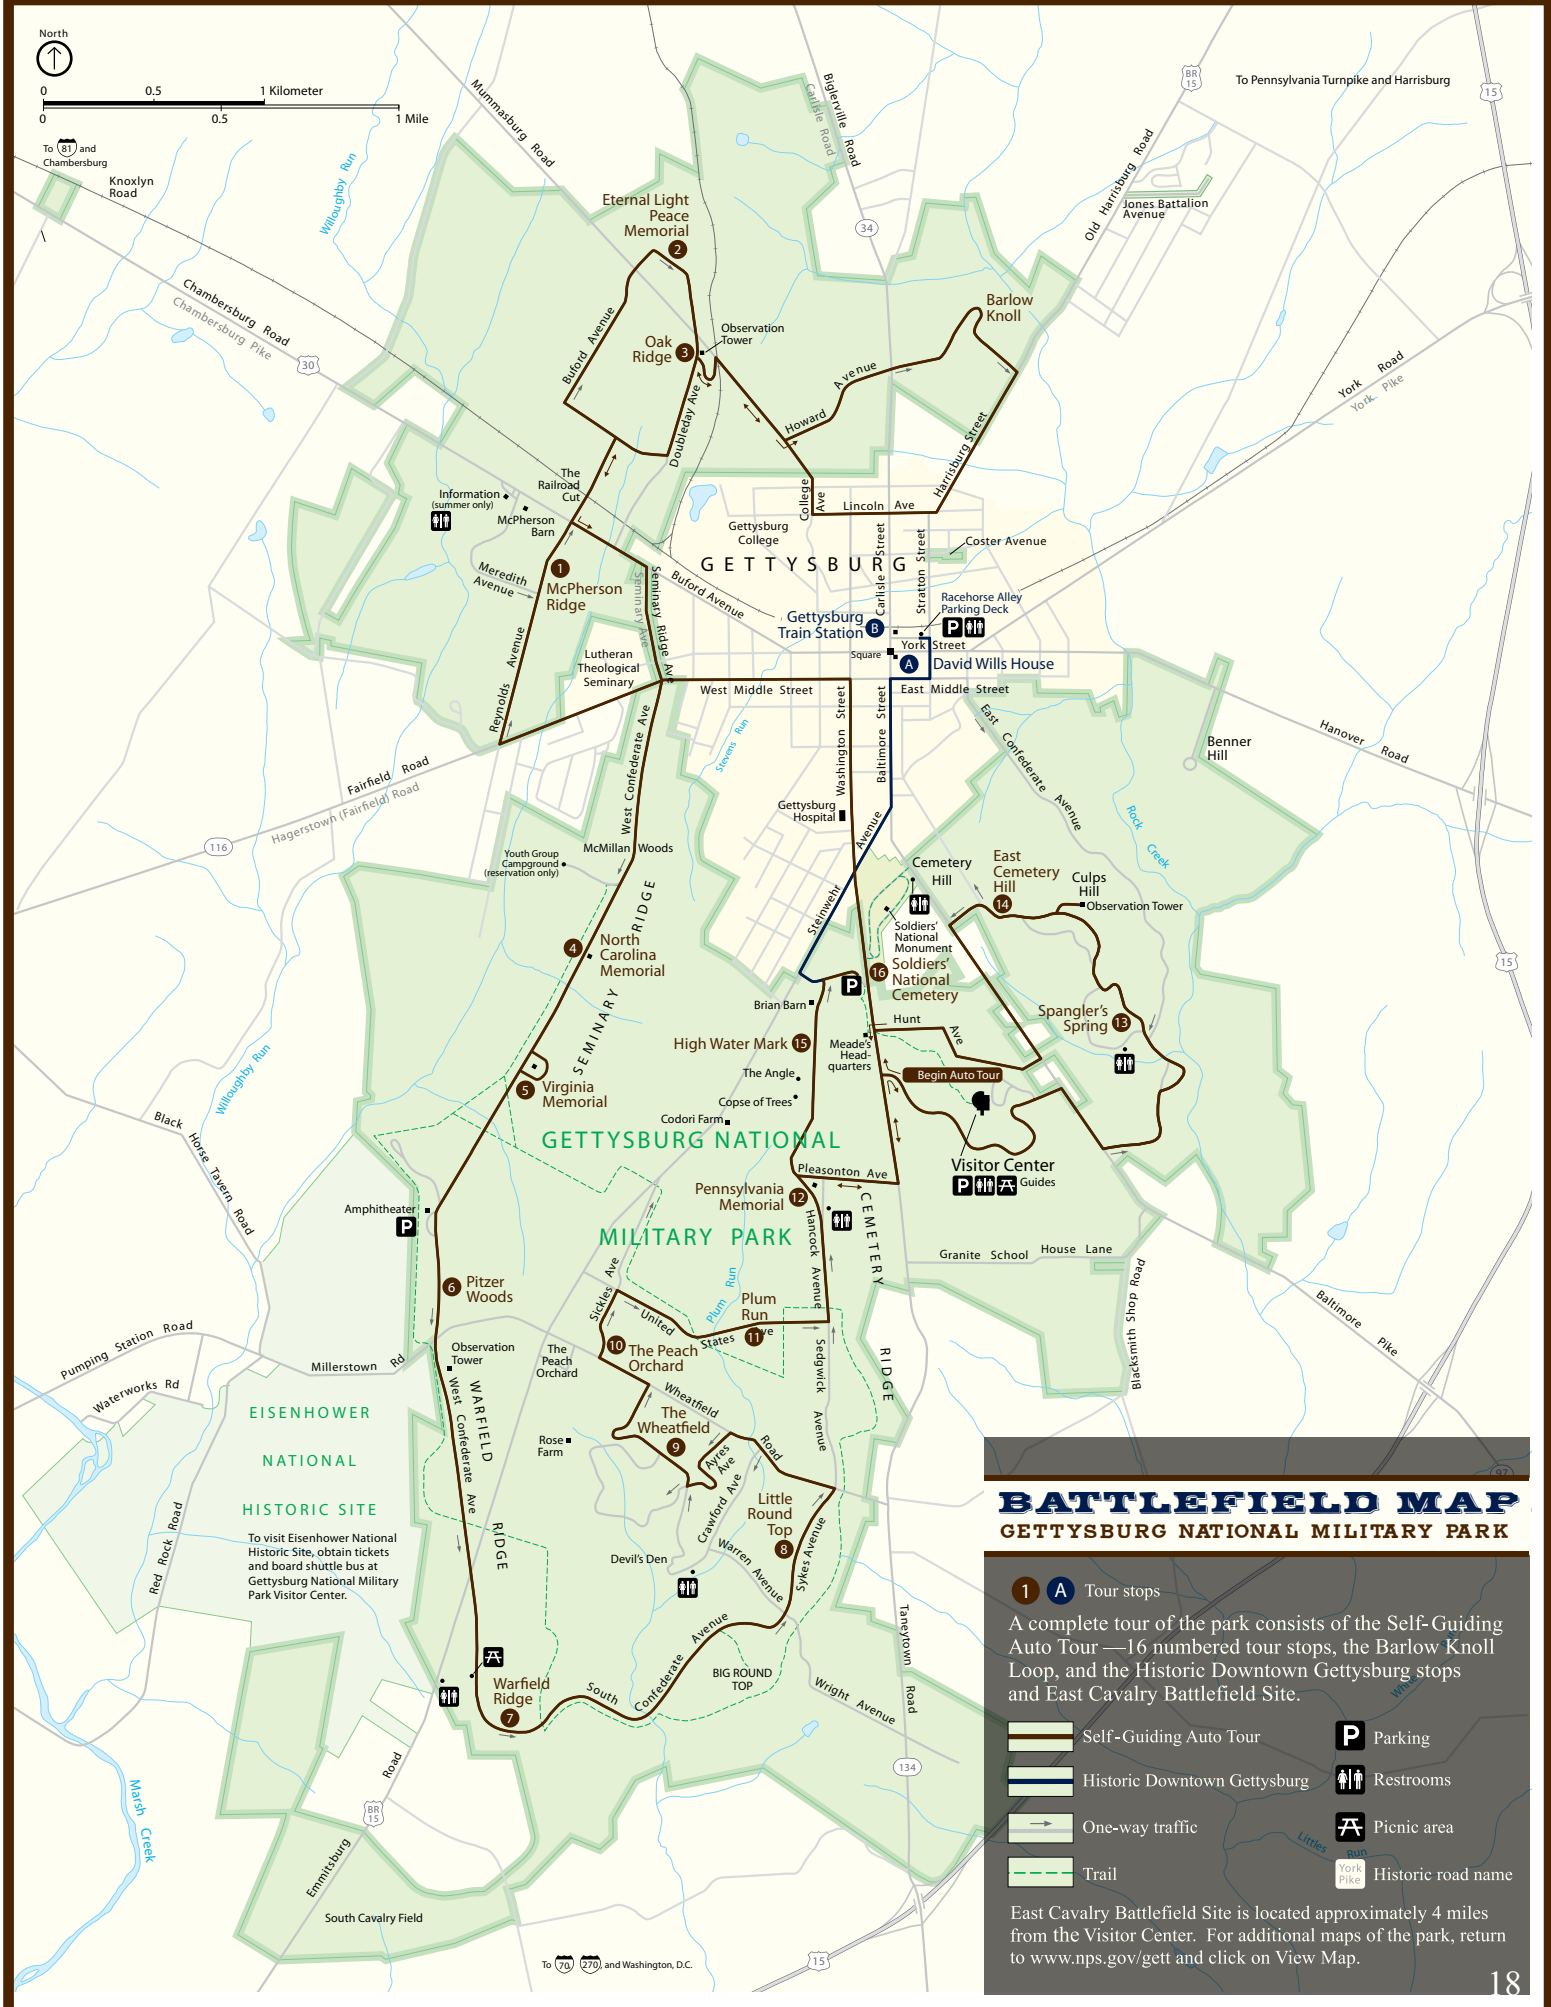 North
0
0.5
1 Kilometer
0
0.5
1 Mile
To 81 and
Chambersburg
Knoxlyn
Road
Willoughby Run
Mummasburg Road
Biglerville Road
Carlisle Road
34
BR
15
To Pennsylvania Turnpike and Harrisburg
15
Old Harrisburg Road
Jones Battalion
Avenue
Eternal Light
Peace
Memorial
2
Chambersburg Road
Chambersburg Pike
30
Buford Avenue
Oak
Ridge
3
Observation
Tower
Barlow
Knoll
Howard Avenue
York Road
York Pike
Doubleday Ave
Harrisburg Street
The
Railroad
Cut
Information
(summer only)
McPherson
Barn
College
Ave
Lincoln Ave
Gettysburg
College
Carlisle Street
Stratton Street
Coster Avenue
GETTYSBURG
1
McPherson
Ridge
Meredith
Avenue
Seminary Ave
Seminary Ridge Ave
Buford Avenue
Racehorse Alley
Parking Deck
P
Gettysburg
Train Station
B
York Street
Square
A
David Wills House
Lutheran
Theological
Seminary
Reynolds Avenue
West Middle Street
East Middle Street
Stevens Run
Washington Street
Baltimore Street
East Confederate Avenue
Benner
Hill
Hanover Road
Fairfield Road
Hagerstown (Fairfield) Road
116
West Confederate Ave
Gettysburg
Hospital
Rock Creek
Youth Group
Campground
(reservation only)
McMillan Woods
Steinwehr Avenue
Cemetery
Hill
East
Cemetery
Hill
14
Culps
Hill
Observation Tower
Soldiers'
National
Monument
4
North
Carolina
Memorial
SEMINARY RIDGE
16
Soldiers'
National
Cemetery
15
P
Brian Barn
Hunt Ave
Spangler's
Spring
13
High Water Mark
15
Meade's
Head-
quarters
The Angle
Begin Auto Tour
Willoughby Run
5
Virginia
Memorial
Copse of Trees
Codori Farm
Black Horse Tavern Road
GETTYSBURG NATIONAL
Visitor Center
P
Guides
Pleasonton Ave
Pennsylvania
Memorial
12
Amphitheater
P
MILITARY PARK
Hancock Avenue
CEMETERY RIDGE
Granite School House Lane
Blacksmith Shop Road
Baltimore Pike
6
Pitzer
Woods
Sickles Ave
Plum Run
Plum
Run
11
United States Ave
Pumping Station Road
Millerstown Rd
Waterworks Rd
Observation
Tower
The
Peach
Orchard
10
The Peach
Orchard
Sedgwick Avenue
EISENHOWER
NATIONAL
HISTORIC SITE
To visit Eisenhower National
Historic Site, obtain tickets
and board shuttle bus at
Gettysburg National Military
Park Visitor Center.
West Confederate Ave
WARFIELD RIDGE
Wheatfield Road
The
Wheatfield
9
Rose
Farm
Ayres
Ave
Crawford Ave
Little
Round
Top
8
Devil's Den
Warren Avenue
Sykes Avenue
Red Rock Road
Taneytown Road
Warfield
Ridge
7
South Confederate Avenue
BIG ROUND
TOP
Wright Avenue
134
Marsh Creek
BR
15
Emmitsburg Road
South Cavalry Field
To 70 270 and Washington, D.C.
15
97
BATTLEFIELD MAP
GETTYSBURG NATIONAL MILITARY PARK
1 A Tour stops
A complete tour of the park consists of the Self-Guiding
Auto Tour —16 numbered tour stops, the Barlow Knoll
Loop, and the Historic Downtown Gettysburg stops
and East Cavalry Battlefield Site.
Self-Guiding Auto Tour
P Parking
Historic Downtown Gettysburg
Restrooms
One-way traffic
Picnic area
Littles Run
Trail
York
Pike
Historic road name
East Cavalry Battlefield Site is located approximately 4 miles
from the Visitor Center. For additional maps of the park, return
to www.nps.gov/gett and click on View Map.
18